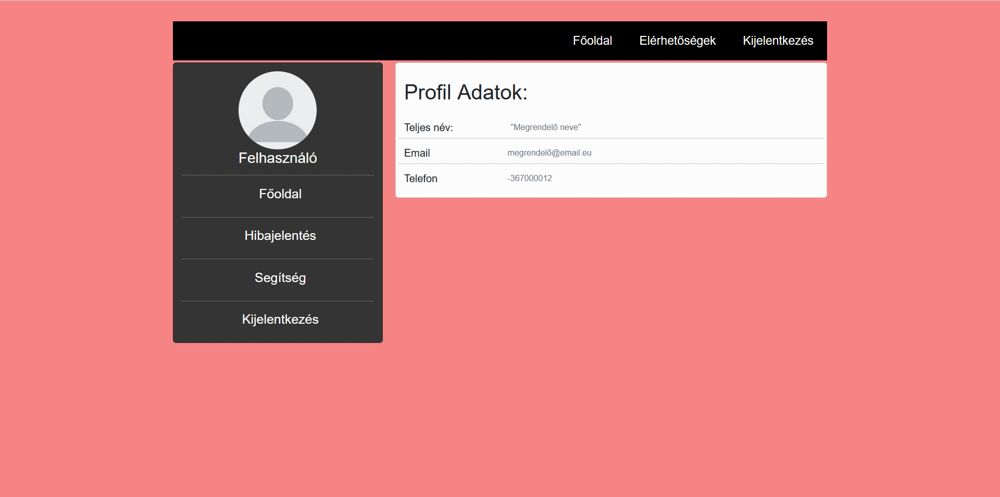 Főoldal Elérhetőségek Kijelentkezés
Felhasználó
Főoldal
Hibajelentés
Segítség
Kijelentkezés
Profil Adatok:
Teljes név: "Megrendelő neve"
Email megrendelő@email.eu
Telefon -367000012